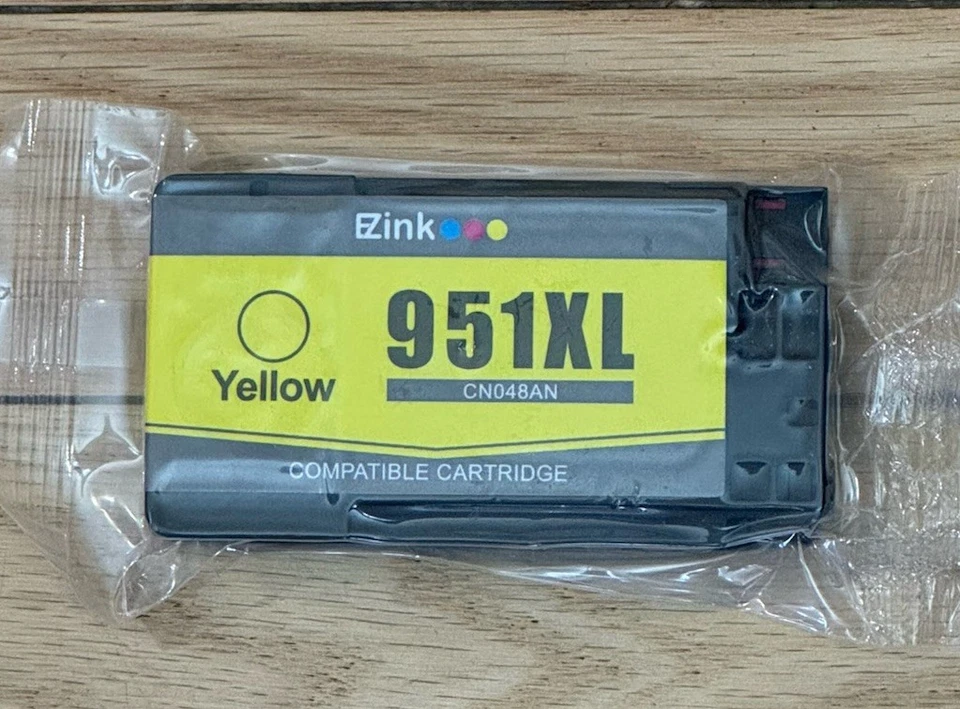 EZink
951XL
Yellow
CN048AN
COMPATIBLE CARTRIDGE